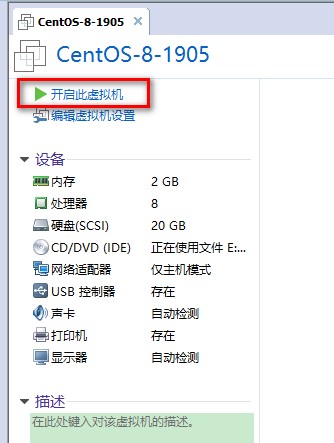 CentOS-8-1905
CentOS-8-1905
开启此虚拟机
编辑虚拟机设置
设备
内存 2 GB
处理器 8
硬盘(SCSI) 20 GB
CD/DVD (IDE) 正在使用文件 E:...
网络适配器 仅主机模式
USB 控制器 存在
声卡 自动检测
打印机 存在
显示器 自动检测
描述
在此处键入对该虚拟机的描述。